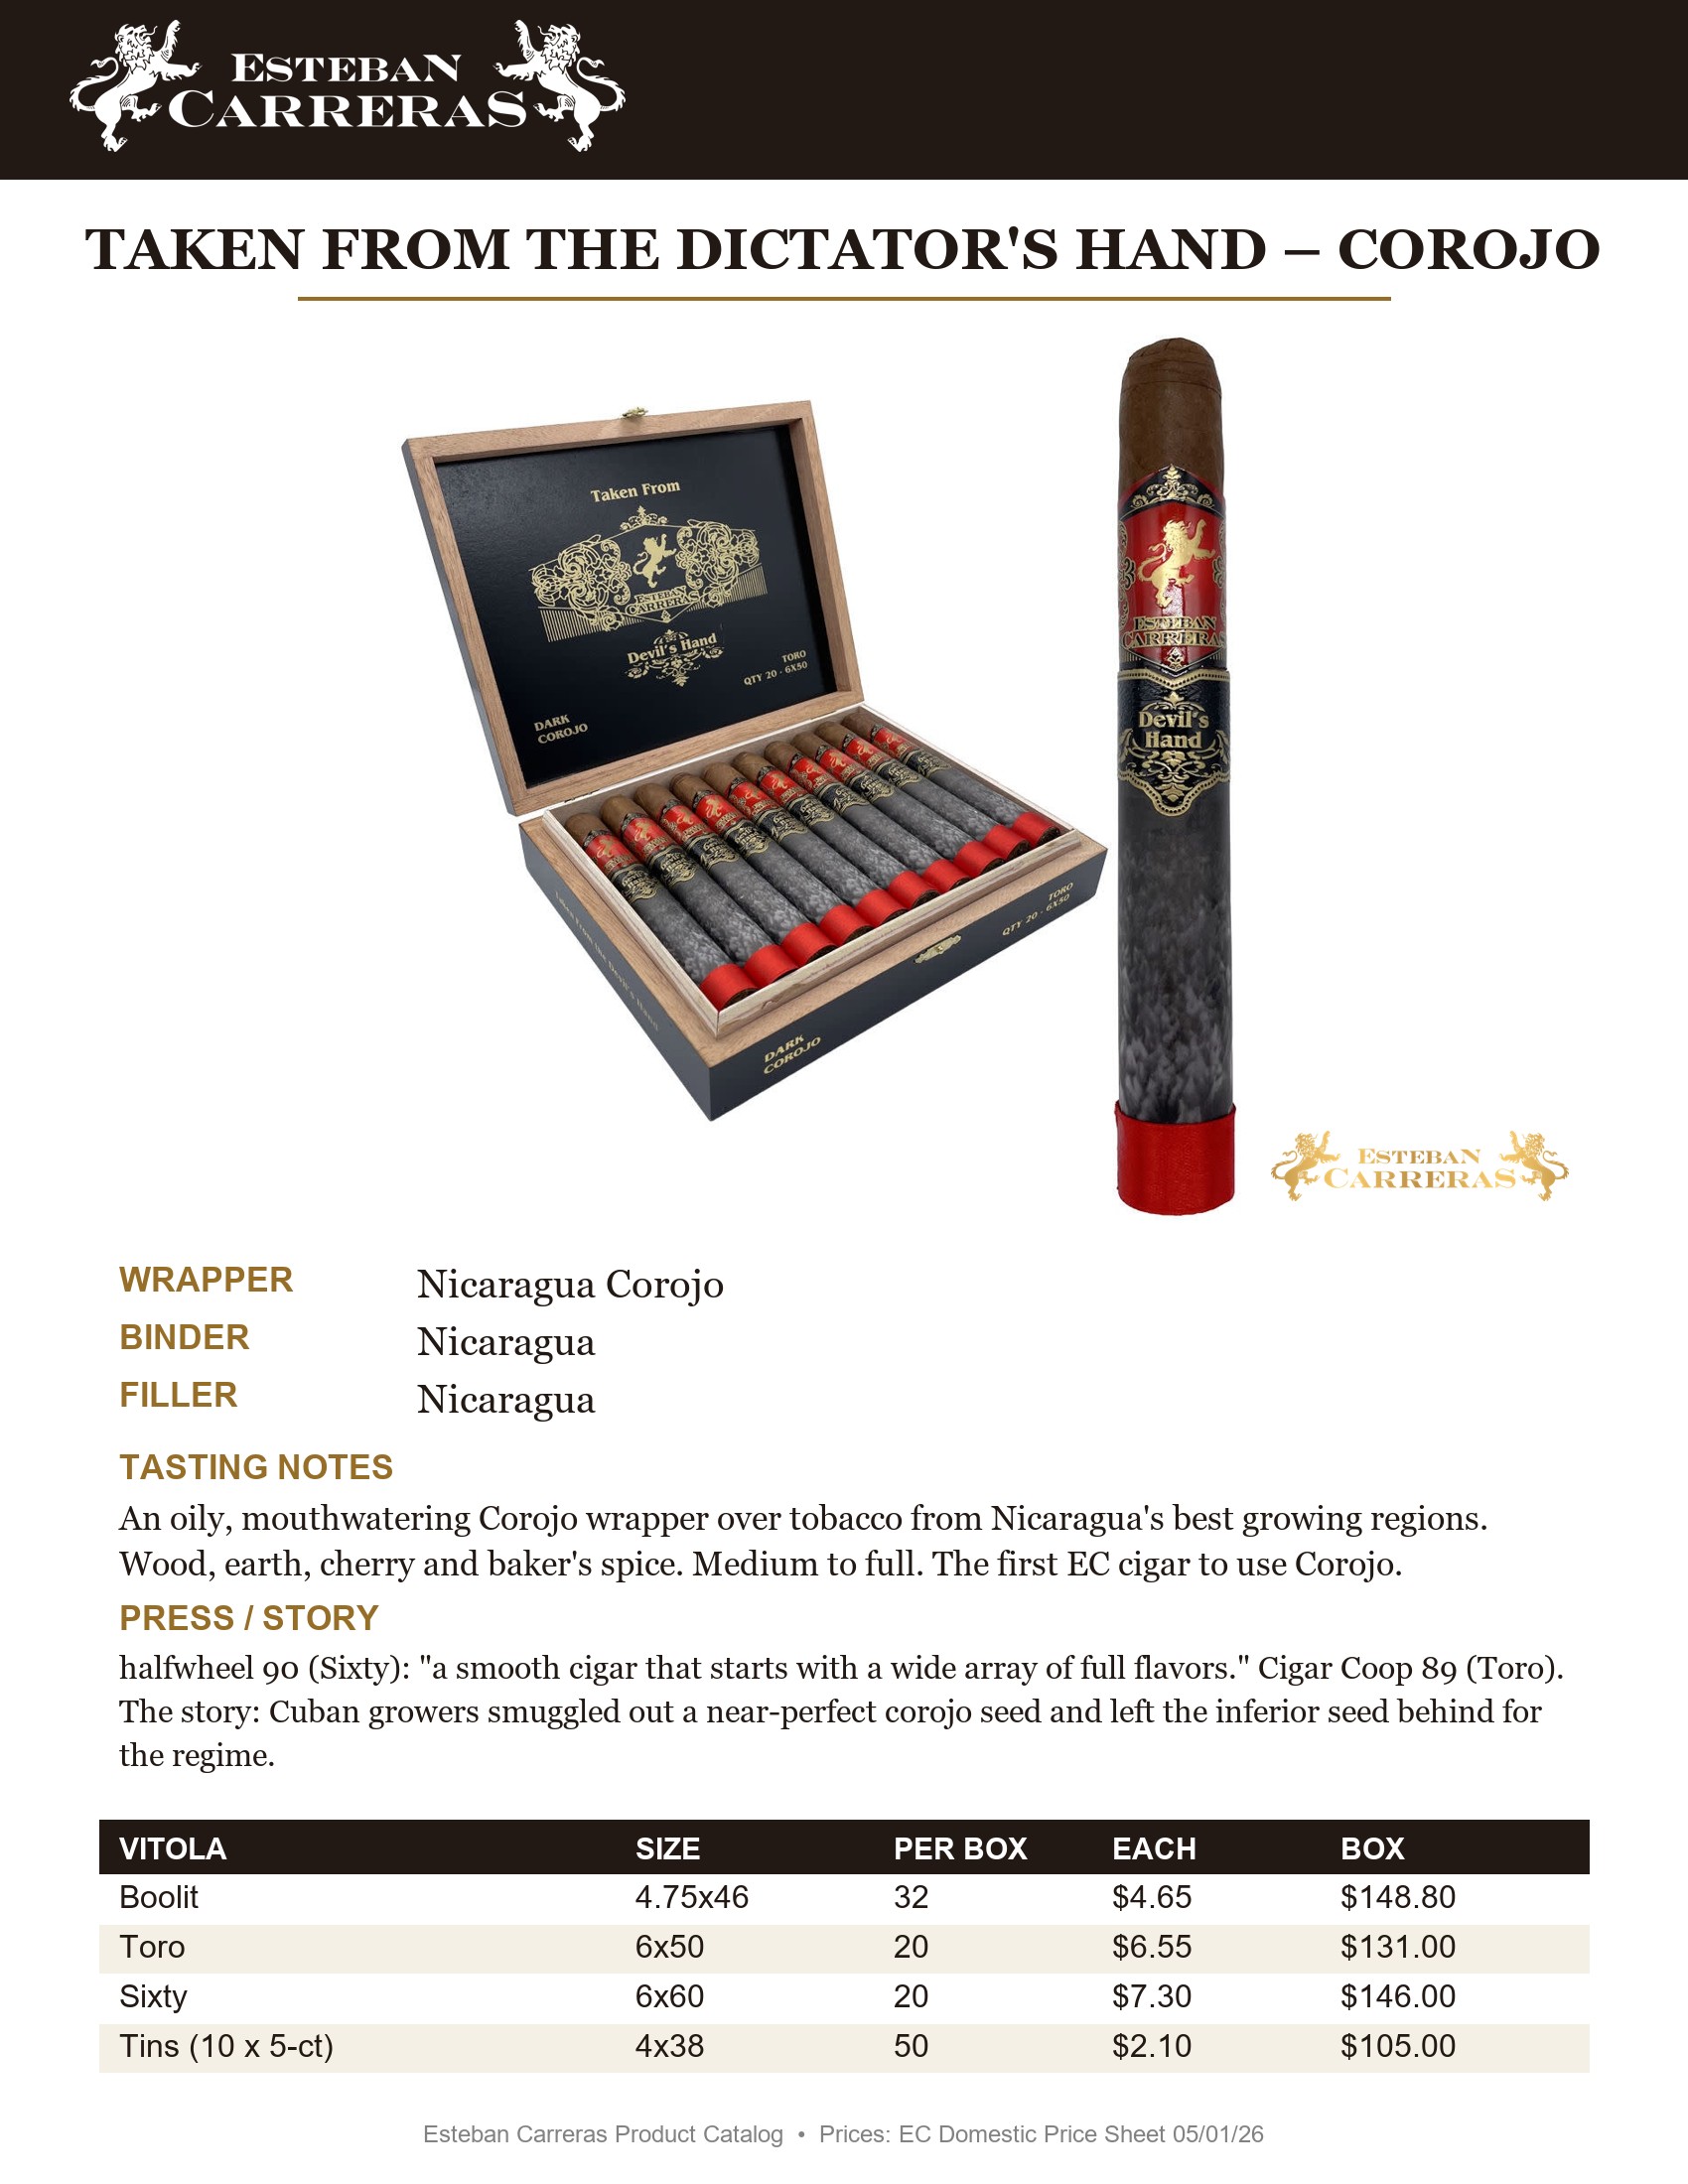 ESTEBAN
CARRERAS
TAKEN FROM THE DICTATOR'S HAND – COROJO
Taken From
ESTEBAN
CARRERAS
Devil's Hand
TORO
QTY 20 - 6X50
DARK
COROJO
TORO
QTY 20 - 6X50
DARK
COROJO
ESTEBAN
CARRERAS
Devil's
Hand
ESTEBAN
CARRERAS
WRAPPER Nicaragua Corojo
BINDER Nicaragua
FILLER Nicaragua
TASTING NOTES
An oily, mouthwatering Corojo wrapper over tobacco from Nicaragua's best growing regions.
Wood, earth, cherry and baker's spice. Medium to full. The first EC cigar to use Corojo.
PRESS / STORY
halfwheel 90 (Sixty): "a smooth cigar that starts with a wide array of full flavors." Cigar Coop 89 (Toro).
The story: Cuban growers smuggled out a near-perfect corojo seed and left the inferior seed behind for
the regime.
VITOLA SIZE PER BOX EACH BOX
Boolit 4.75x46 32 $4.65 $148.80
Toro 6x50 20 $6.55 $131.00
Sixty 6x60 20 $7.30 $146.00
Tins (10 x 5-ct) 4x38 50 $2.10 $105.00
Esteban Carreras Product Catalog • Prices: EC Domestic Price Sheet 05/01/26